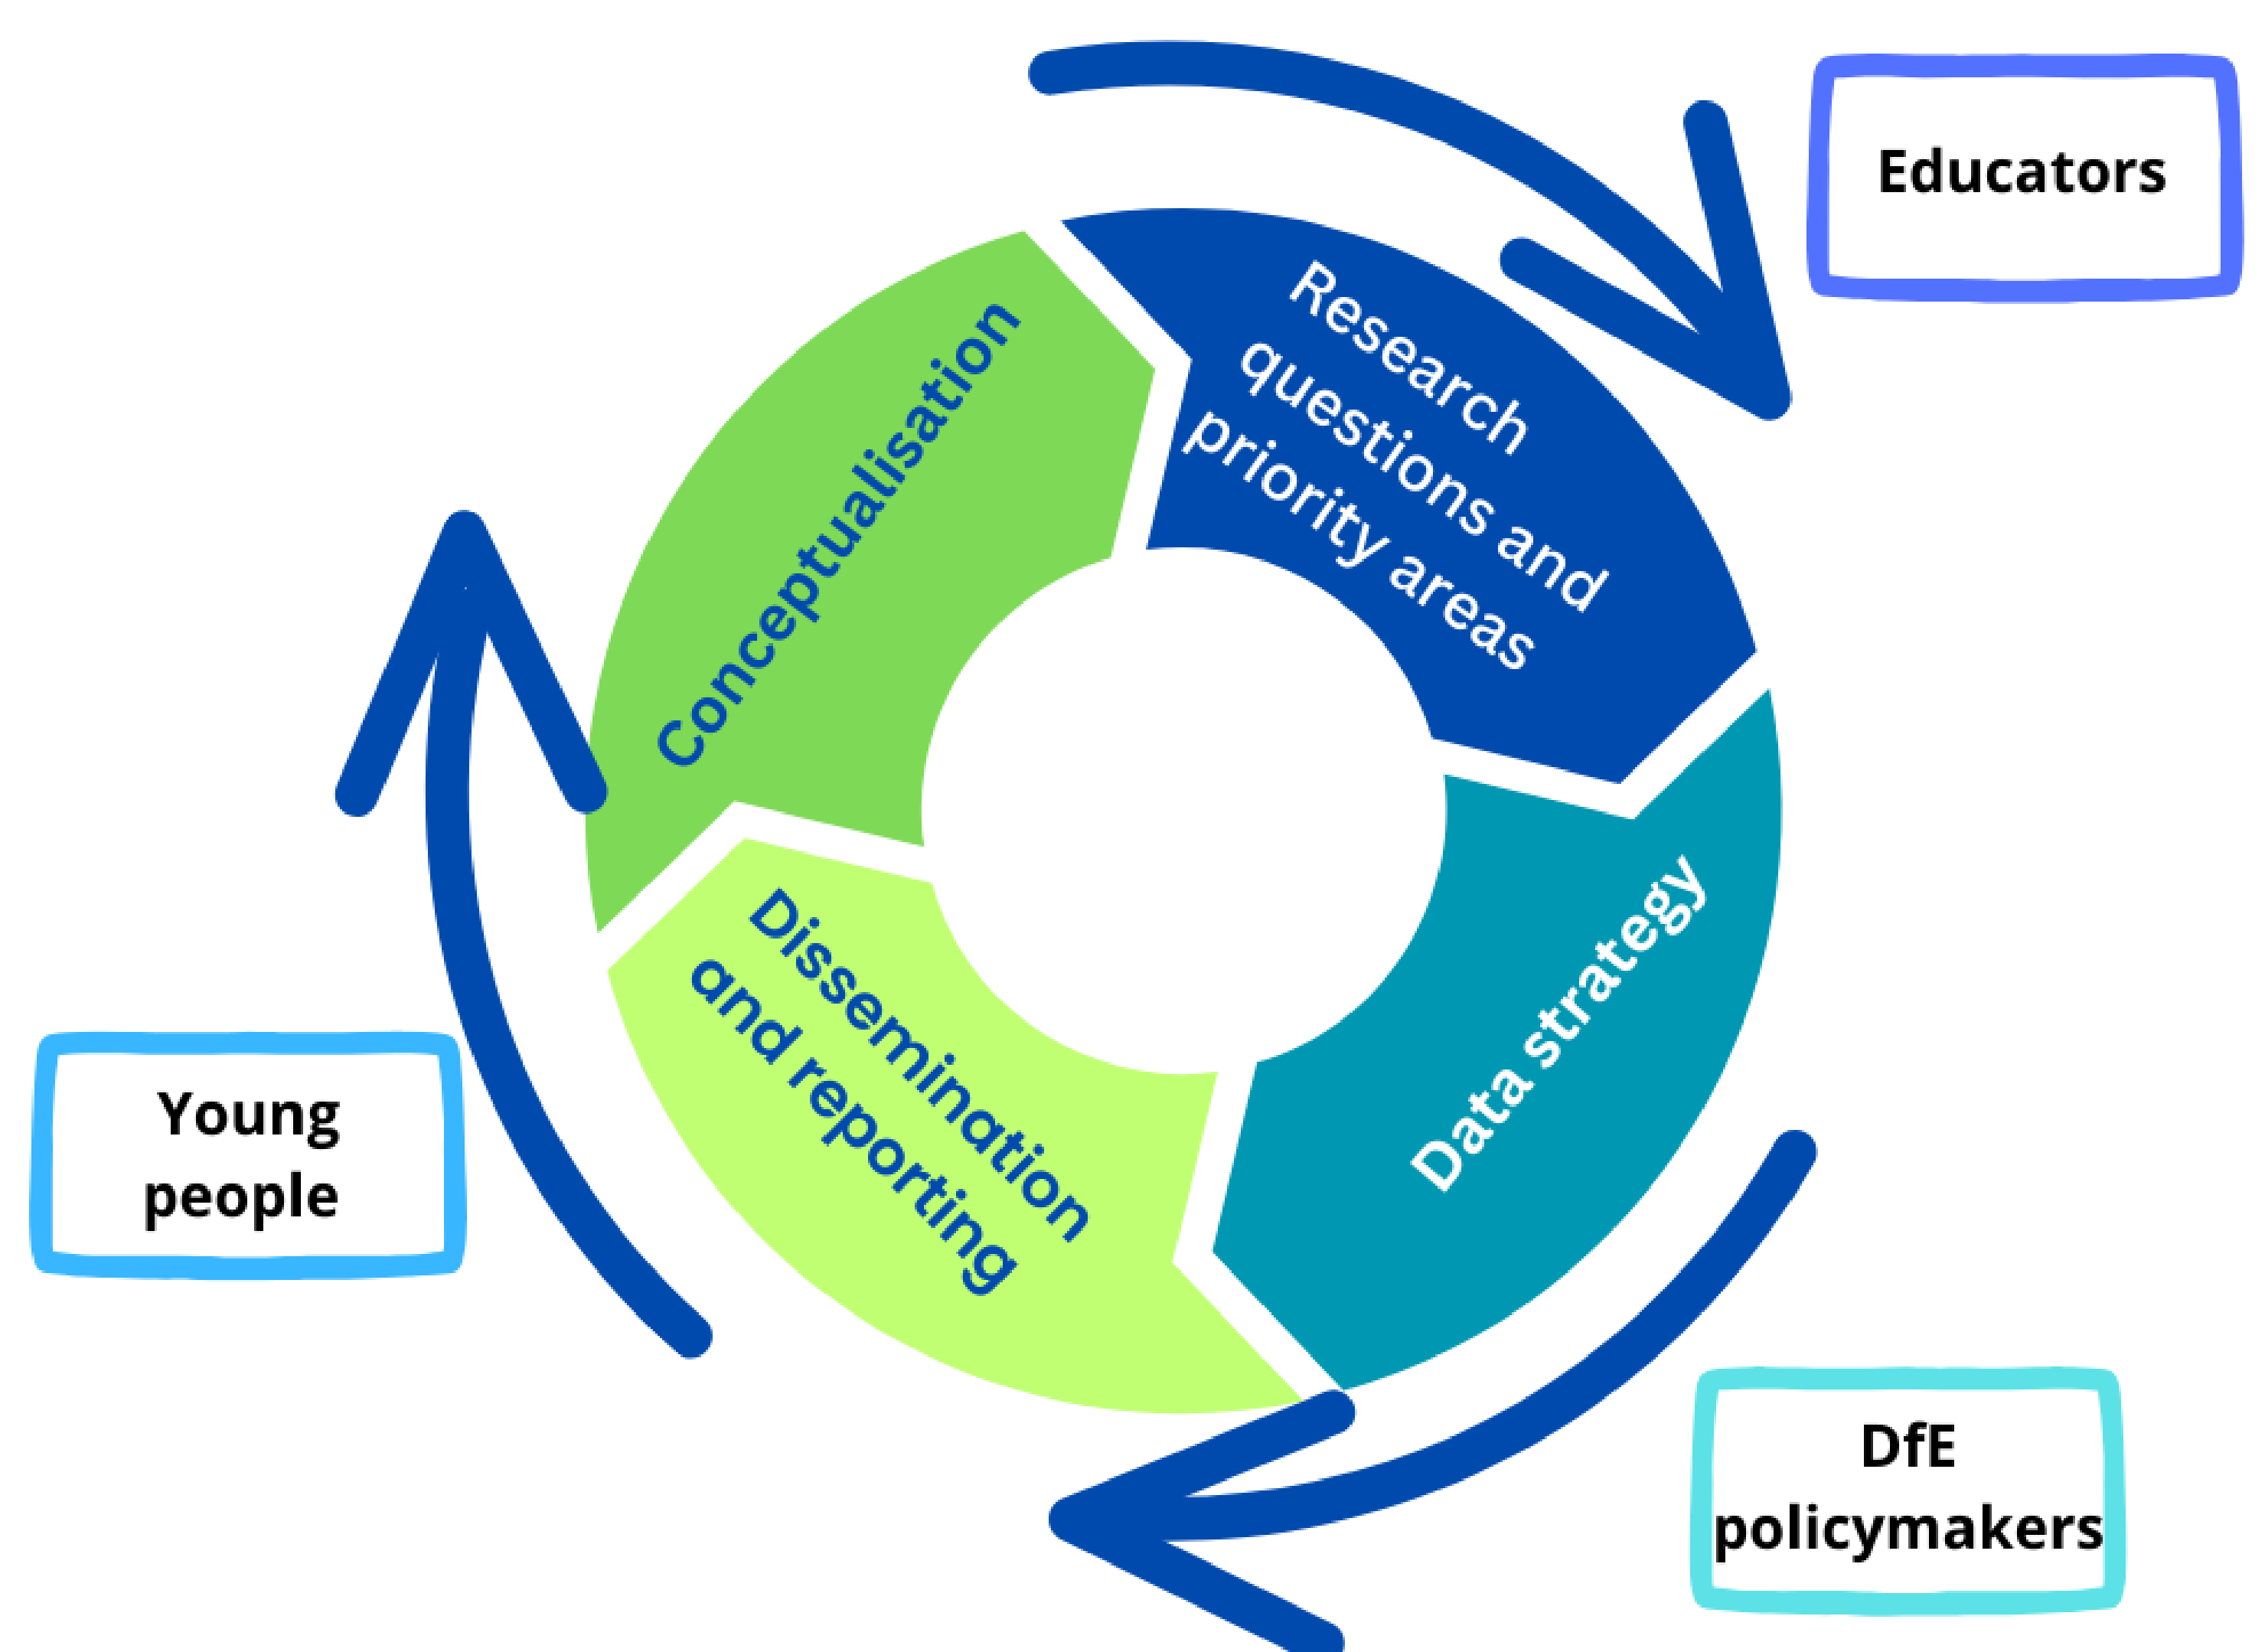 Educators
Research
questions and
priority areas
Conceptualisation
Data strategy
Dissemination
and reporting
Young
people
DfE
policymakers